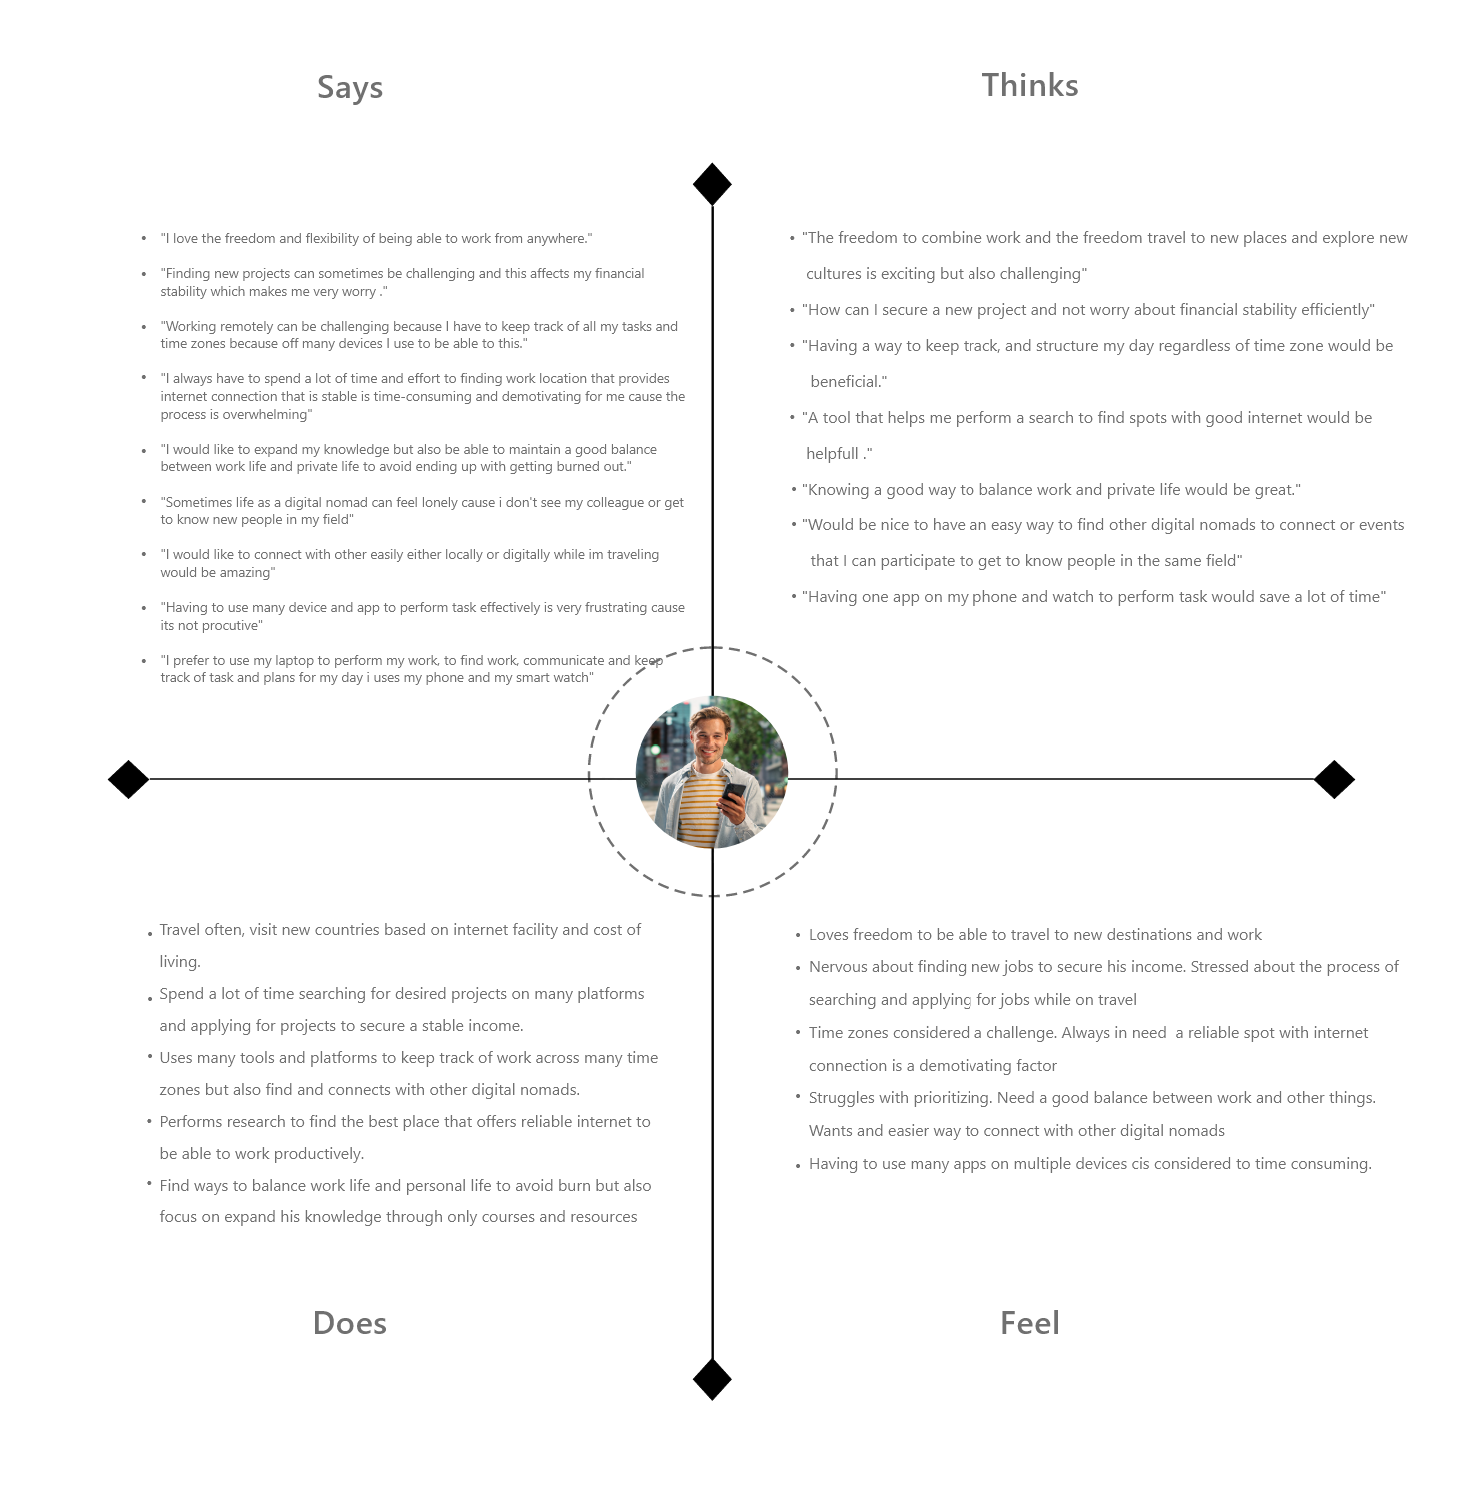 Says
"I love the freedom and flexibility of being able to work from anywhere."
"Finding new projects can sometimes be challenging and this affects my financial
stability which makes me very worry ."
"Working remotely can be challenging because I have to keep track of all my tasks and
time zones because off many devices I use to be able to this."
"I always have to spend a lot of time and effort to finding work location that provides
internet connection that is stable is time-consuming and demotivating for me cause the
process is overwhelming"
"I would like to expand my knowledge but also be able to maintain a good balance
between work life and private life to avoid ending up with getting burned out."
"Sometimes life as a digital nomad can feel lonely cause i don't see my colleague or get
to know new people in my field"
"I would like to connect with other easily either locally or digitally while im traveling
would be amazing"
"Having to use many device and app to perform task effectively is very frustrating cause
its not procutive"
"I prefer to use my laptop to perform my work, to find work, communicate and keep
track of task and plans for my day i uses my phone and my smart watch"
Thinks
"The freedom to combine work and the freedom travel to new places and explore new
cultures is exciting but also challenging"
"How can I secure a new project and not worry about financial stability efficiently"
"Having a way to keep track, and structure my day regardless of time zone would be
beneficial."
"A tool that helps me perform a search to find spots with good internet would be
helpfull ."
"Knowing a good way to balance work and private life would be great."
"Would be nice to have an easy way to find other digital nomads to connect or events
that I can participate to get to know people in the same field"
"Having one app on my phone and watch to perform task would save a lot of time"
Travel often, visit new countries based on internet facility and cost of
living.
Spend a lot of time searching for desired projects on many platforms
and applying for projects to secure a stable income.
Uses many tools and platforms to keep track of work across many time
zones but also find and connects with other digital nomads.
Performs research to find the best place that offers reliable internet to
be able to work productively.
Find ways to balance work life and personal life to avoid burn but also
focus on expand his knowledge through only courses and resources
Does
Loves freedom to be able to travel to new destinations and work
Nervous about finding new jobs to secure his income. Stressed about the process of
searching and applying for jobs while on travel
Time zones considered a challenge. Always in need  a reliable spot with internet
connection is a demotivating factor
Struggles with prioritizing. Need a good balance between work and other things.
Wants and easier way to connect with other digital nomads
Having to use many apps on multiple devices cis considered to time consuming.
Feel